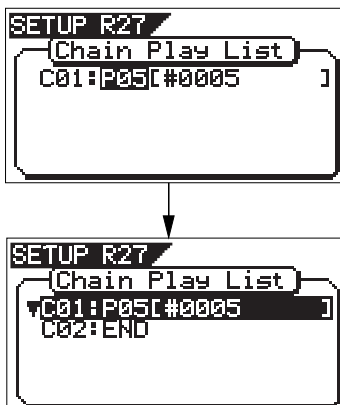 SETUP R27
Chain Play List
C01:P05[#0005 ]
SETUP R27
Chain Play List
▼C01:P05[#0005 ]
C02:END